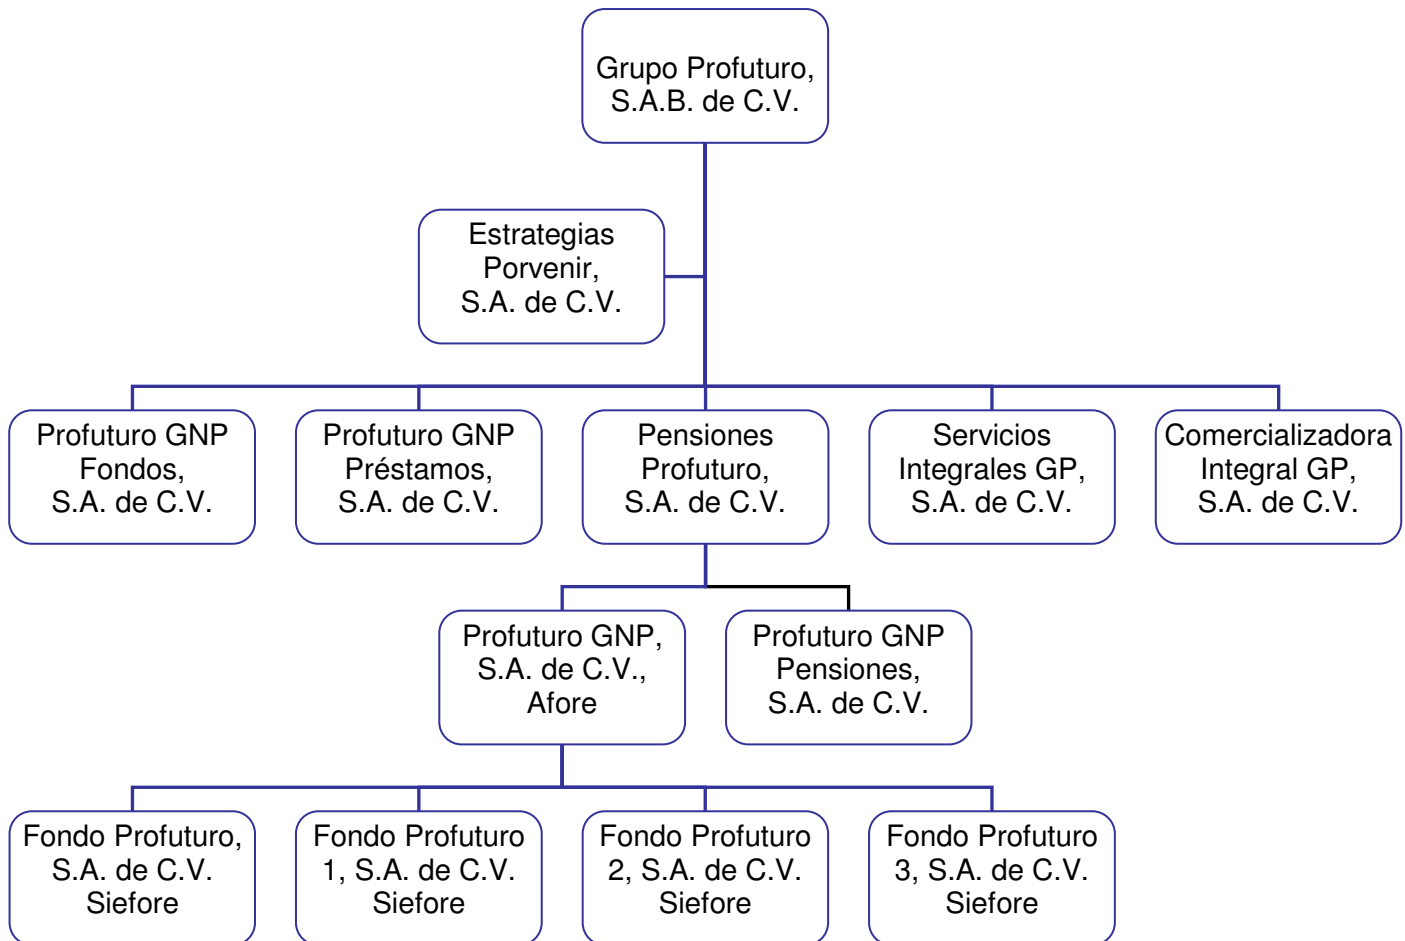 Grupo Profuturo,
S.A.B. de C.V.
Estrategias
Porvenir,
S.A. de C.V.
Profuturo GNP
Fondos,
S.A. de C.V.
Profuturo GNP
Préstamos,
S.A. de C.V.
Pensiones
Profuturo,
S.A. de C.V.
Servicios
Integrales GP,
S.A. de C.V.
Comercializadora
Integral GP,
S.A. de C.V.
Profuturo GNP,
S.A. de C.V.,
Afore
Profuturo GNP
Pensiones,
S.A. de C.V.
Fondo Profuturo,
S.A. de C.V.
Siefore
Fondo Profuturo
1, S.A. de C.V.
Siefore
Fondo Profuturo
2, S.A. de C.V.
Siefore
Fondo Profuturo
3, S.A. de C.V.
Siefore